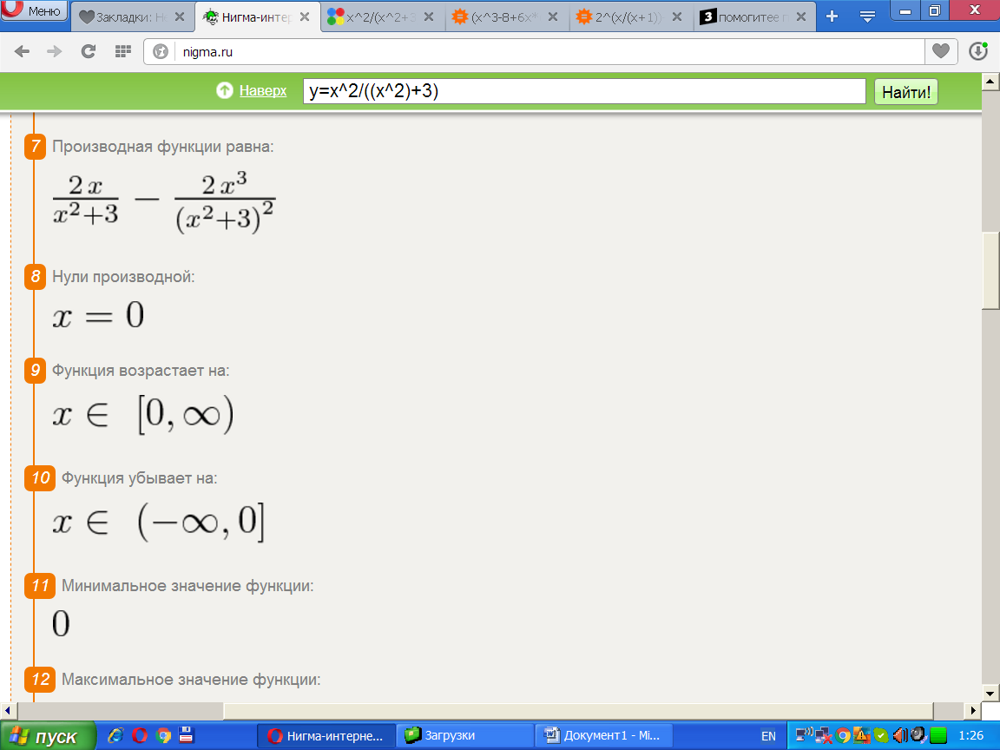 Меню
Закладки: Н
Нигма-интер
x^2/(x^2+3
(x^3-8+6x*
2^(x/(x+1))
3 помогитее п
nigma.ru
Наверх
y=x^2/((x^2)+3)
Найти!
7 Производная функции равна:
2x/(x²+3) − 2x³/(x²+3)²
8 Нули производной:
x = 0
9 Функция возрастает на:
x ∈ [0, ∞)
10 Функция убывает на:
x ∈ (−∞, 0]
11 Минимальное значение функции:
0
12 Максимальное значение функции:
пуск
Нигма-интерне...
Загрузки
Документ1 - Mi...
EN
1:26